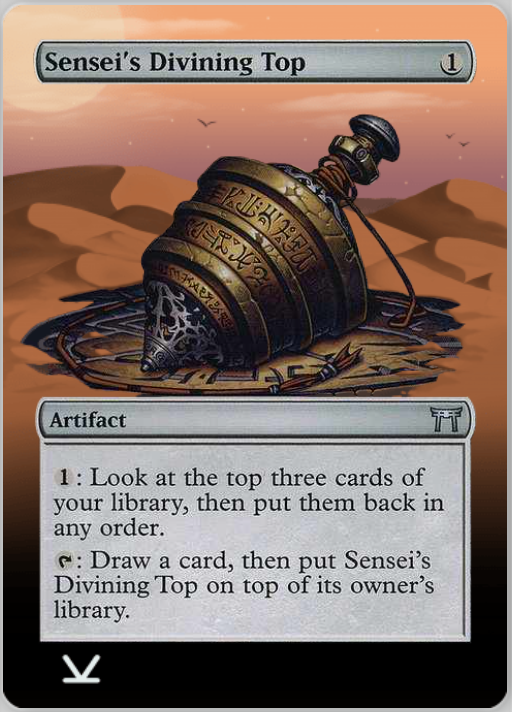 Sensei's Divining Top 1
Artifact
1: Look at the top three cards of
your library, then put them back in
any order.
: Draw a card, then put Sensei's
Divining Top on top of its owner's
library.